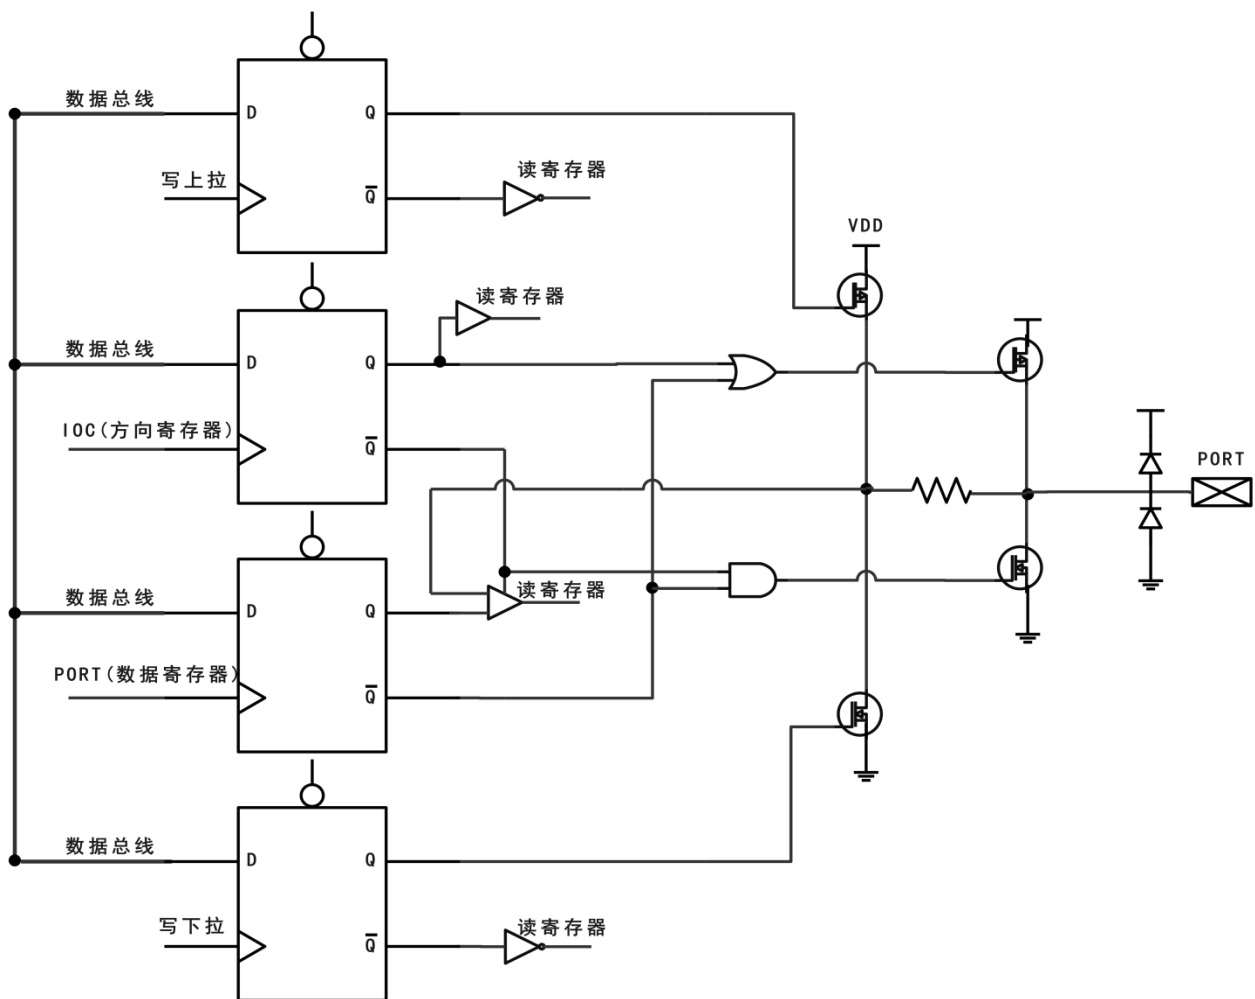 数据总线
D
Q
写上拉
Q
读寄存器
VDD
读寄存器
数据总线
D
Q
IOC(方向寄存器)
Q
PORT
数据总线
D
Q
读寄存器
PORT(数据寄存器)
Q
数据总线
D
Q
写下拉
Q
读寄存器